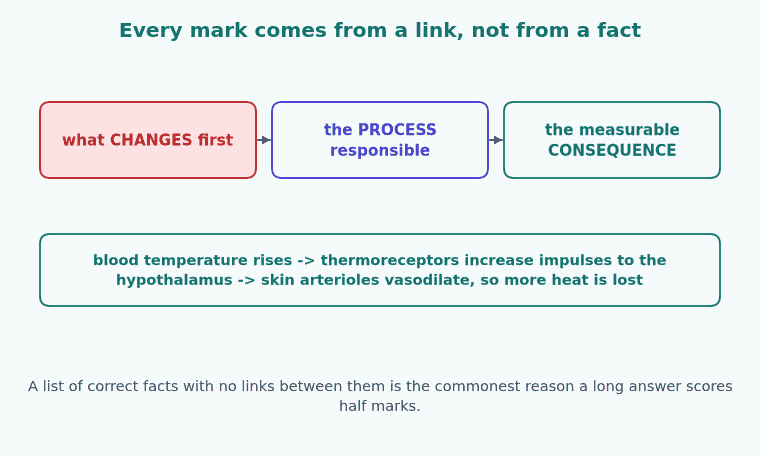 Every mark comes from a link, not from a fact
what CHANGES first
the PROCESS
responsible
the measurable
CONSEQUENCE
blood temperature rises -> thermoreceptors increase impulses to the
hypothalamus -> skin arterioles vasodilate, so more heat is lost
A list of correct facts with no links between them is the commonest reason a long answer scores
half marks.